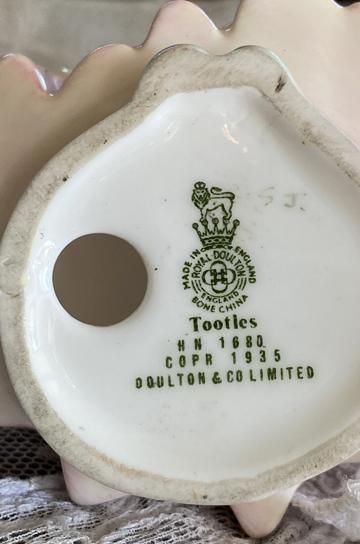 S J.
MADE IN ENGLAND
ROYAL DOULTON
ENGLAND
BONE CHINA
Tootles
HN 1680
COPR 1935
DOULTON & CO LIMITED